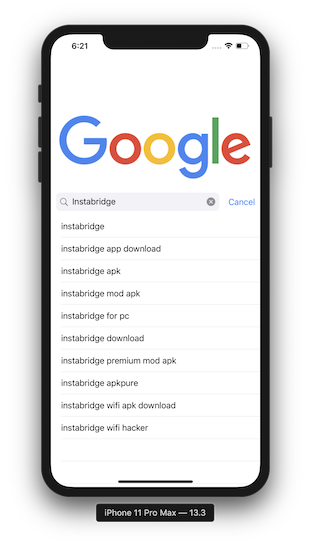 6:21
Google
Instabridge Cancel
instabridge
instabridge app download
instabridge apk
instabridge mod apk
instabridge for pc
instabridge download
instabridge premium mod apk
instabridge apkpure
instabridge wifi apk download
instabridge wifi hacker
iPhone 11 Pro Max — 13.3